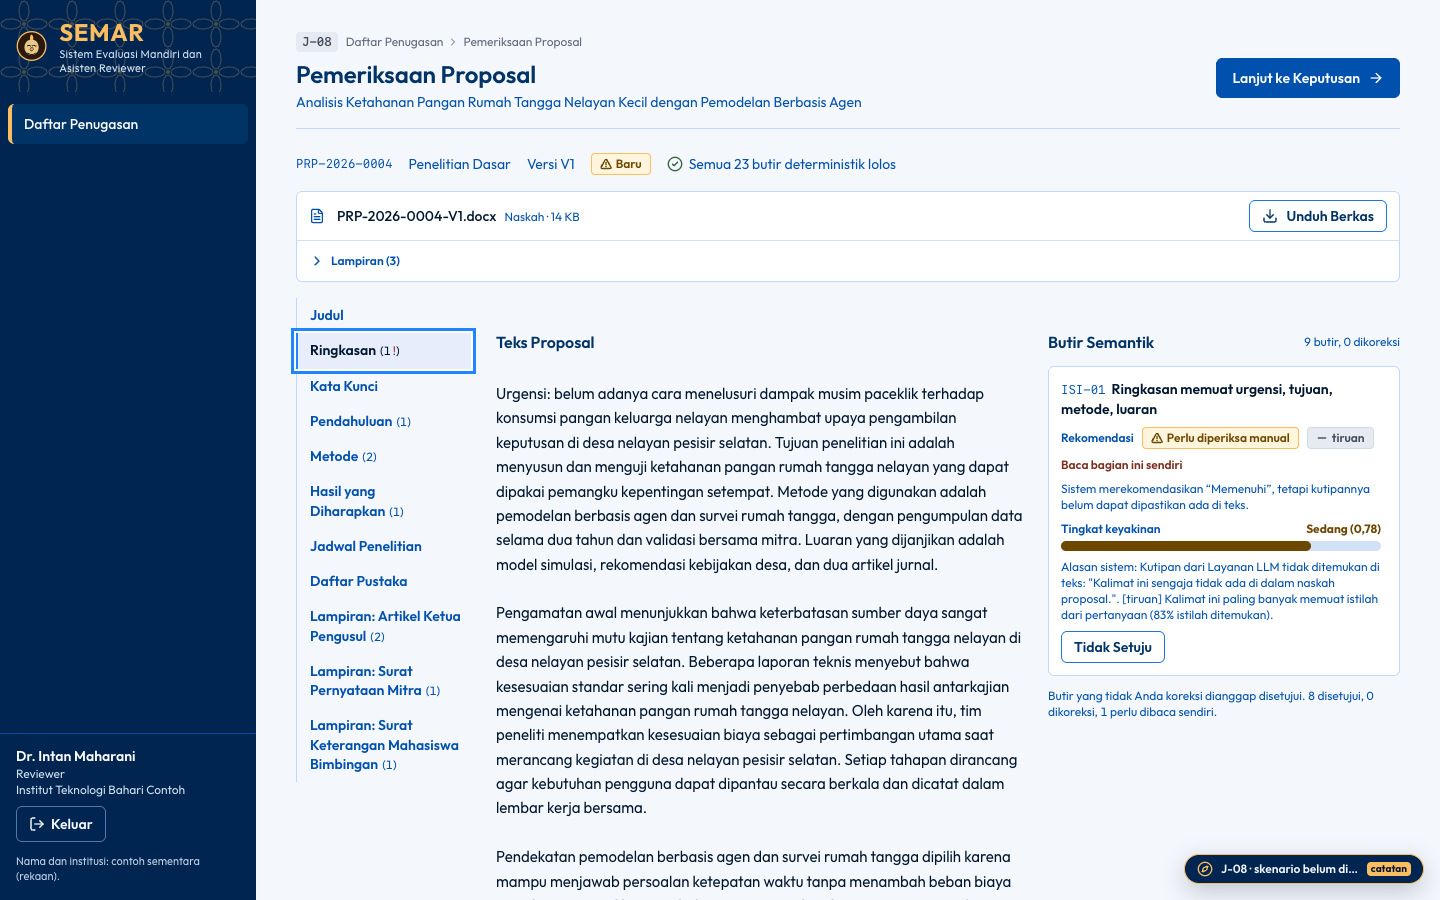 SEMAR
Sistem Evaluasi Mandiri dan
Asisten Reviewer
Daftar Penugasan
Dr. Intan Maharani
Reviewer
Institut Teknologi Bahari Contoh
Keluar
Nama dan institusi: contoh sementara
(rekaan).
J-08 Daftar Penugasan > Pemeriksaan Proposal
Pemeriksaan Proposal
Analisis Ketahanan Pangan Rumah Tangga Nelayan Kecil dengan Pemodelan Berbasis Agen
Lanjut ke Keputusan →
PRP-2026-0004 Penelitian Dasar Versi V1 Baru Semua 23 butir deterministik lolos
PRP-2026-0004-V1.docx Naskah · 14 KB
Unduh Berkas
Lampiran (3)
Judul
Ringkasan (1 !)
Kata Kunci
Pendahuluan (1)
Metode (2)
Hasil yang
Diharapkan (1)
Jadwal Penelitian
Daftar Pustaka
Lampiran: Artikel Ketua
Pengusul (2)
Lampiran: Surat
Pernyataan Mitra (1)
Lampiran: Surat
Keterangan Mahasiswa
Bimbingan (1)
Teks Proposal
Urgensi: belum adanya cara menelusuri dampak musim paceklik terhadap
konsumsi pangan keluarga nelayan menghambat upaya pengambilan
keputusan di desa nelayan pesisir selatan. Tujuan penelitian ini adalah
menyusun dan menguji ketahanan pangan rumah tangga nelayan yang dapat
dipakai pemangku kepentingan setempat. Metode yang digunakan adalah
pemodelan berbasis agen dan survei rumah tangga, dengan pengumpulan data
selama dua tahun dan validasi bersama mitra. Luaran yang dijanjikan adalah
model simulasi, rekomendasi kebijakan desa, dan dua artikel jurnal.
Pengamatan awal menunjukkan bahwa keterbatasan sumber daya sangat
memengaruhi mutu kajian tentang ketahanan pangan rumah tangga nelayan di
desa nelayan pesisir selatan. Beberapa laporan teknis menyebut bahwa
kesesuaian standar sering kali menjadi penyebab perbedaan hasil antarkajian
mengenai ketahanan pangan rumah tangga nelayan. Oleh karena itu, tim
peneliti menempatkan kesesuaian biaya sebagai pertimbangan utama saat
merancang kegiatan di desa nelayan pesisir selatan. Setiap tahapan dirancang
agar kebutuhan pengguna dapat dipantau secara berkala dan dicatat dalam
lembar kerja bersama.
Pendekatan pemodelan berbasis agen dan survei rumah tangga dipilih karena
mampu menjawab persoalan ketepatan waktu tanpa menambah beban biaya
Butir Semantik
9 butir, 0 dikoreksi
ISI-01 Ringkasan memuat urgensi, tujuan,
metode, luaran
Rekomendasi Perlu diperiksa manual — tiruan
Baca bagian ini sendiri
Sistem merekomendasikan “Memenuhi”, tetapi kutipannya
belum dapat dipastikan ada di teks.
Tingkat keyakinan Sedang (0,78)
Alasan sistem: Kutipan dari Layanan LLM tidak ditemukan di
teks: "Kalimat ini sengaja tidak ada di dalam naskah
proposal.". [tiruan] Kalimat ini paling banyak memuat istilah
dari pertanyaan (83% istilah ditemukan).
Tidak Setuju
Butir yang tidak Anda koreksi dianggap disetujui. 8 disetujui, 0
dikoreksi, 1 perlu dibaca sendiri.
J-08 · skenario belum di... catatan